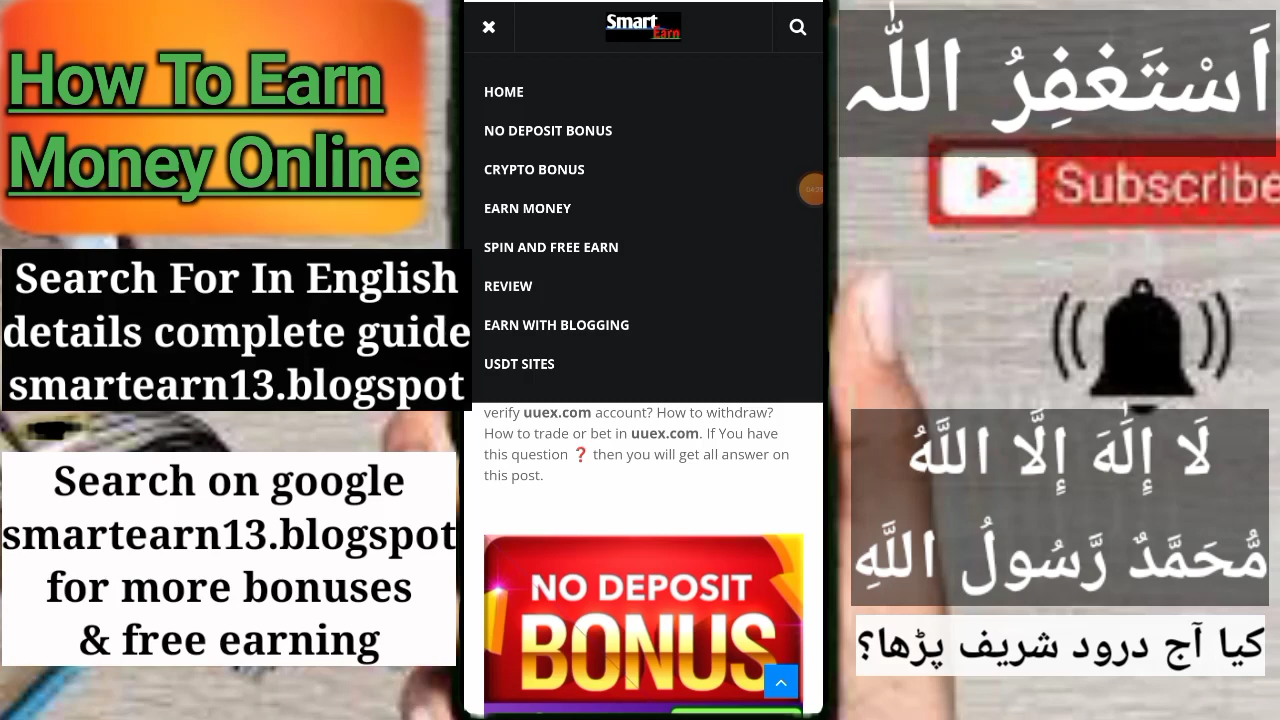 How To Earn
Money Online
Search For In English
details complete guide
smartearn13.blogspot
Search on google
smartearn13.blogspot
for more bonuses
& free earning
Smart
Earn
HOME
NO DEPOSIT BONUS
CRYPTO BONUS
EARN MONEY
SPIN AND FREE EARN
REVIEW
EARN WITH BLOGGING
USDT SITES
verify uuex.com account? How to withdraw?
How to trade or bet in uuex.com. If You have
this question ❓ then you will get all answer on
this post.
NO DEPOSIT
BONUS
اَسْتَغفِرُ اللّٰہ
Subscribe
لَا إِلَٰهَ إِلَّا اللَّهُ
مُّحَمَّدٌ رَّسُولُ اللَّهِ
کیا آج درود شریف پڑھا؟